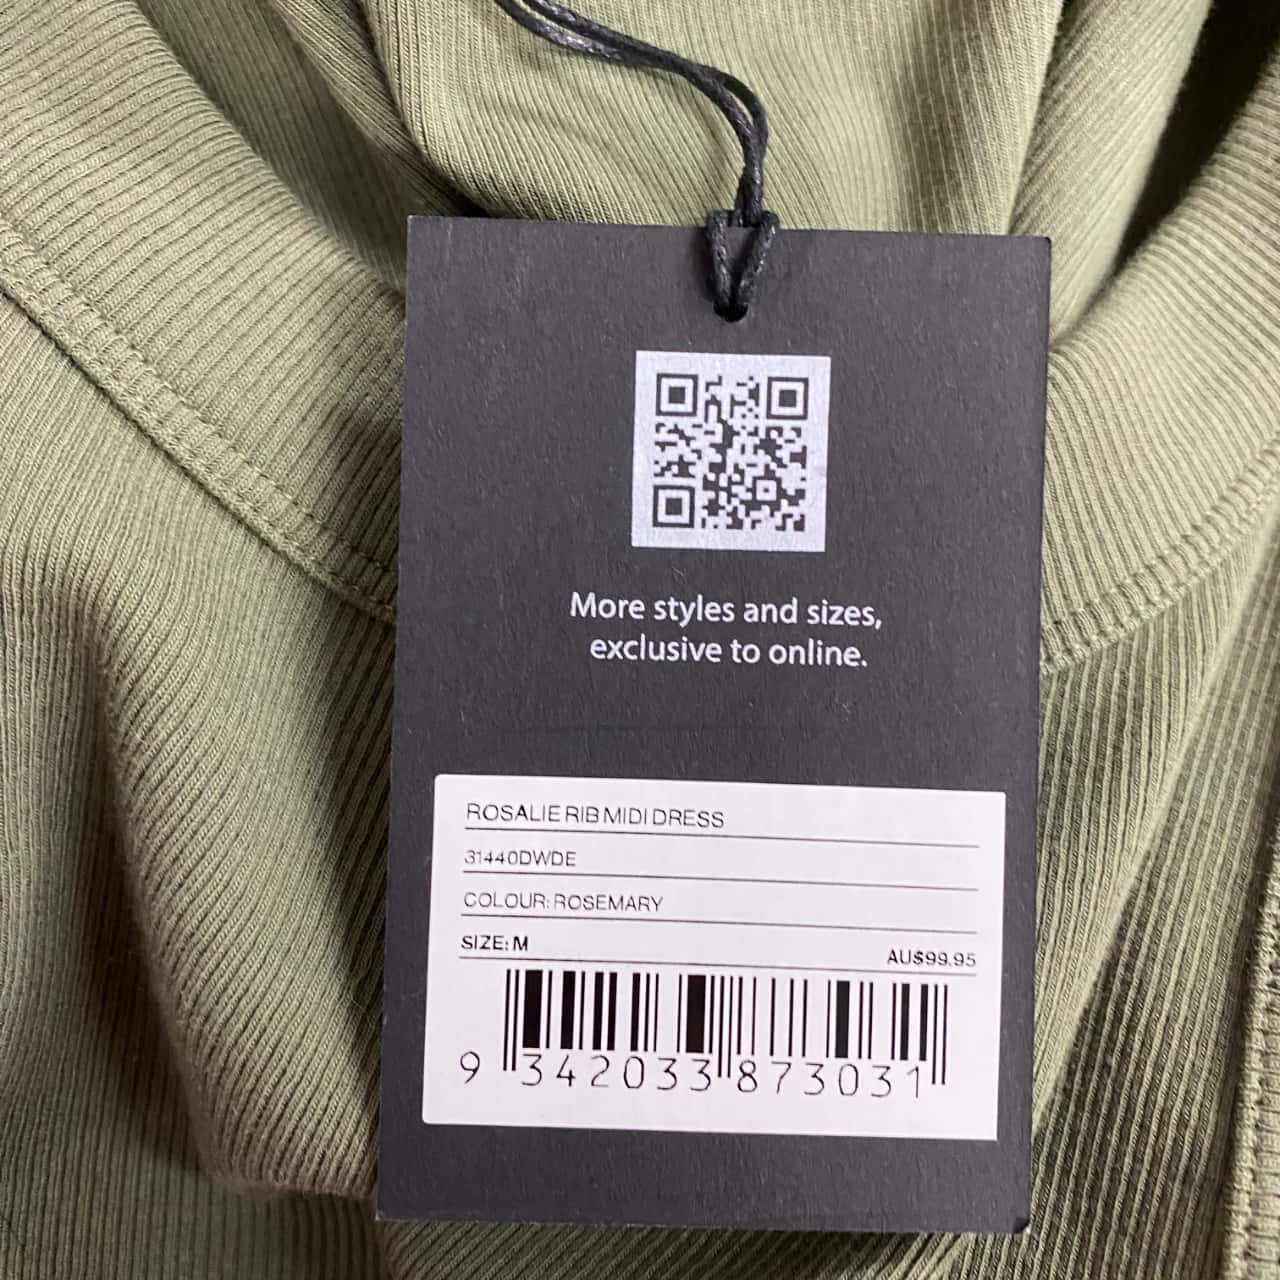 More styles and sizes,
exclusive to online.
ROSALIE RIB MIDI DRESS
31440DWDE
COLOUR: ROSEMARY
SIZE: M AU$99.95
9 342033 873031